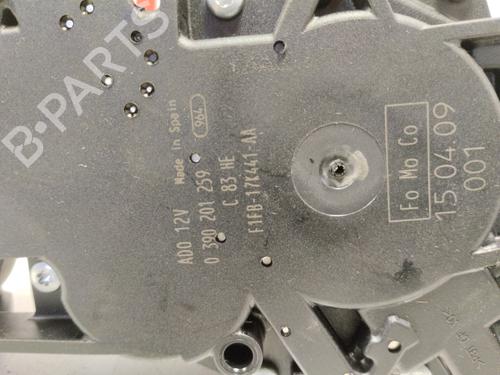 B-PARTS
ADO 12V Made in Spain 964
0 390 201 259
C 83 HE
F1FB-17C441-AA
Fo Mo Co
15.04.09
001